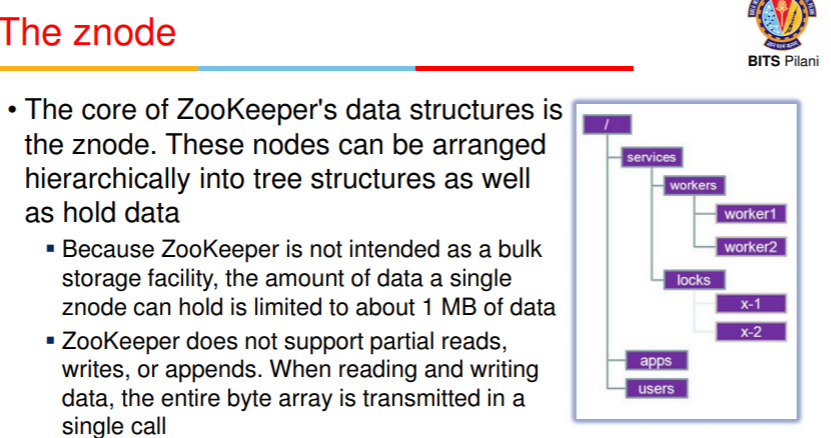 The znode
BITS Pilani
• The core of ZooKeeper's data structures is
the znode. These nodes can be arranged
hierarchically into tree structures as well
as hold data
▪ Because ZooKeeper is not intended as a bulk
storage facility, the amount of data a single
znode can hold is limited to about 1 MB of data
▪ ZooKeeper does not support partial reads,
writes, or appends. When reading and writing
data, the entire byte array is transmitted in a
single call
/
services
workers
worker1
worker2
locks
x-1
x-2
apps
users